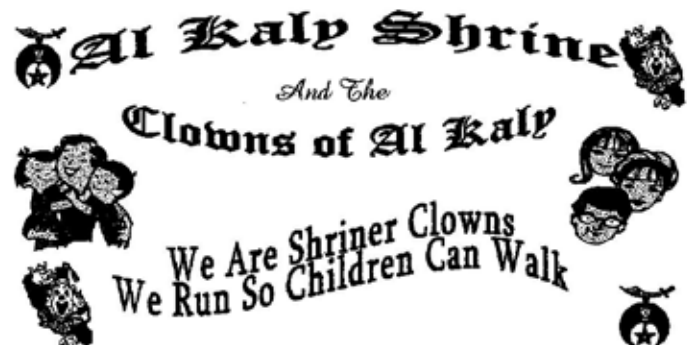 Al Kaly Shrine
And The
Clowns of Al Kaly
We Are Shriner Clowns
We Run So Children Can Walk